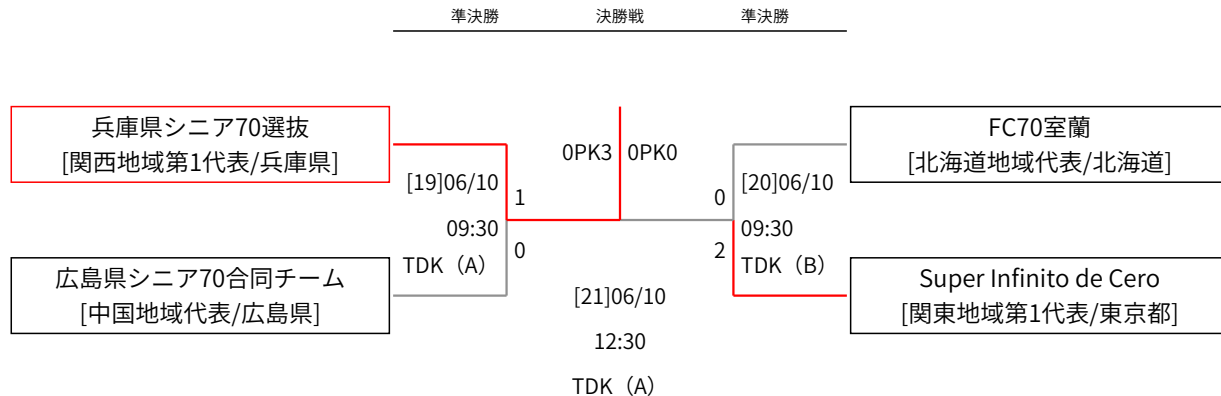 準決勝 決勝戦 準決勝
兵庫県シニア70選抜
[関西地域第1代表/兵庫県]
FC70室蘭
[北海道地域代表/北海道]
0PK3 0PK0
[19]06/10
1
09:30
0
TDK（A）
0
[20]06/10
2
09:30
TDK（B）
広島県シニア70合同チーム
[中国地域代表/広島県]
Super Infinito de Cero
[関東地域第1代表/東京都]
[21]06/10
12:30
TDK（A）